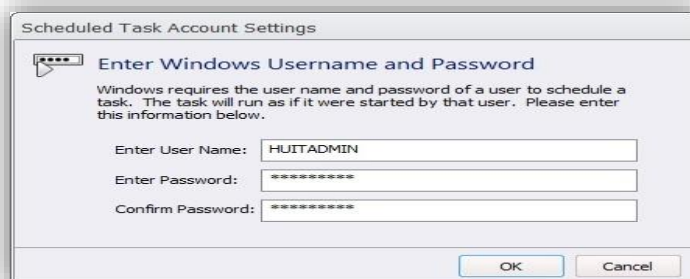 Scheduled Task Account Settings
Enter Windows Username and Password
Windows requires the user name and password of a user to schedule a
task. The task will run as if it were started by that user. Please enter
this information below.
Enter User Name: HUITADMIN
Enter Password: *********
Confirm Password: *********
OK Cancel